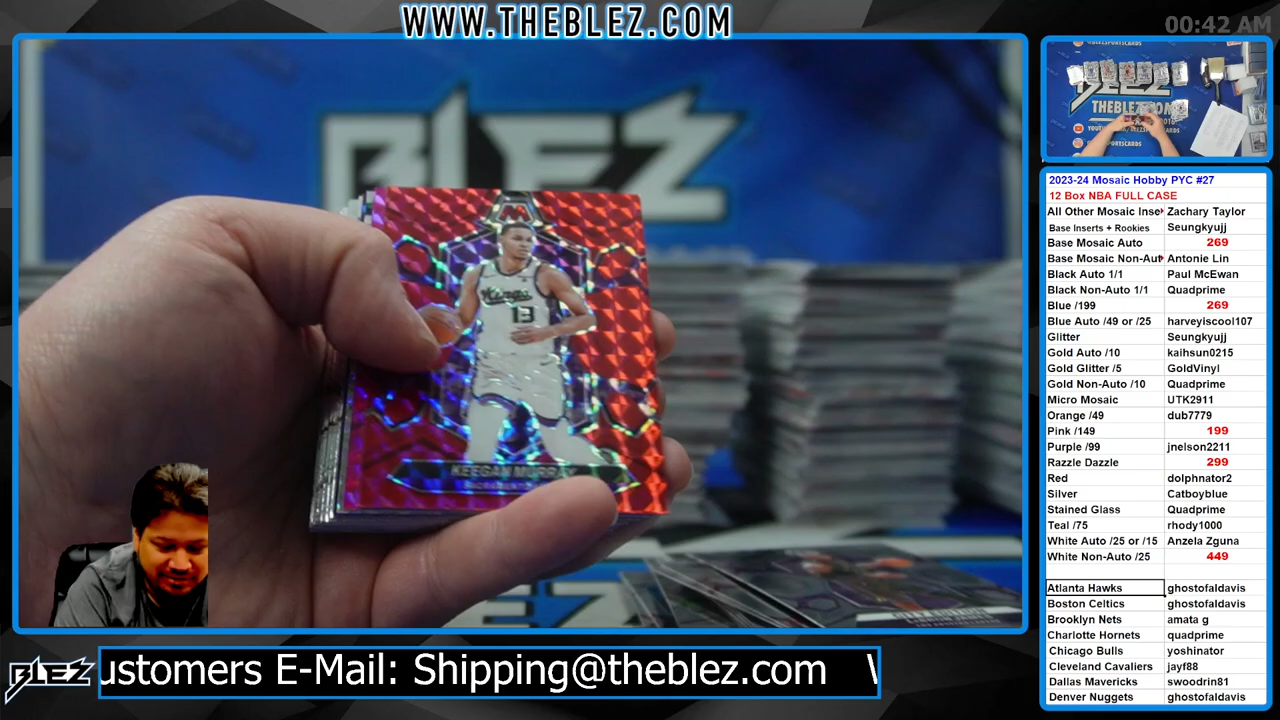 WWW.THEBLEZ.COM
00:42 AM
BLEZ
THEBLEZ.COM
Kings
13
KEEGAN MURRAY
2023-24 Mosaic Hobby PYC #27
12 Box NBA FULL CASE
All Other Mosaic Inse Zachary Taylor
Base Inserts + Rookies Seungkyujj
Base Mosaic Auto 269
Base Mosaic Non-Aut Antonie Lin
Black Auto 1/1 Paul McEwan
Black Non-Auto 1/1 Quadprime
Blue /199 269
Blue Auto /49 or /25 harveyiscool107
Glitter Seungkyujj
Gold Auto /10 kaihsun0215
Gold Glitter /5 GoldVinyl
Gold Non-Auto /10 Quadprime
Micro Mosaic UTK2911
Orange /49 dub7779
Pink /149 199
Purple /99 jnelson2211
Razzle Dazzle 299
Red dolphnator2
Silver Catboyblue
Stained Glass Quadprime
Teal /75 rhody1000
White Auto /25 or /15 Anzela Zguna
White Non-Auto /25 449
Atlanta Hawks ghostofaldavis
Boston Celtics ghostofaldavis
Brooklyn Nets amata g
Charlotte Hornets quadprime
Chicago Bulls yoshinator
Cleveland Cavaliers jayf88
Dallas Mavericks swoodrin81
Denver Nuggets ghostofaldavis
BLEZ
ustomers E-Mail: Shipping@theblez.com